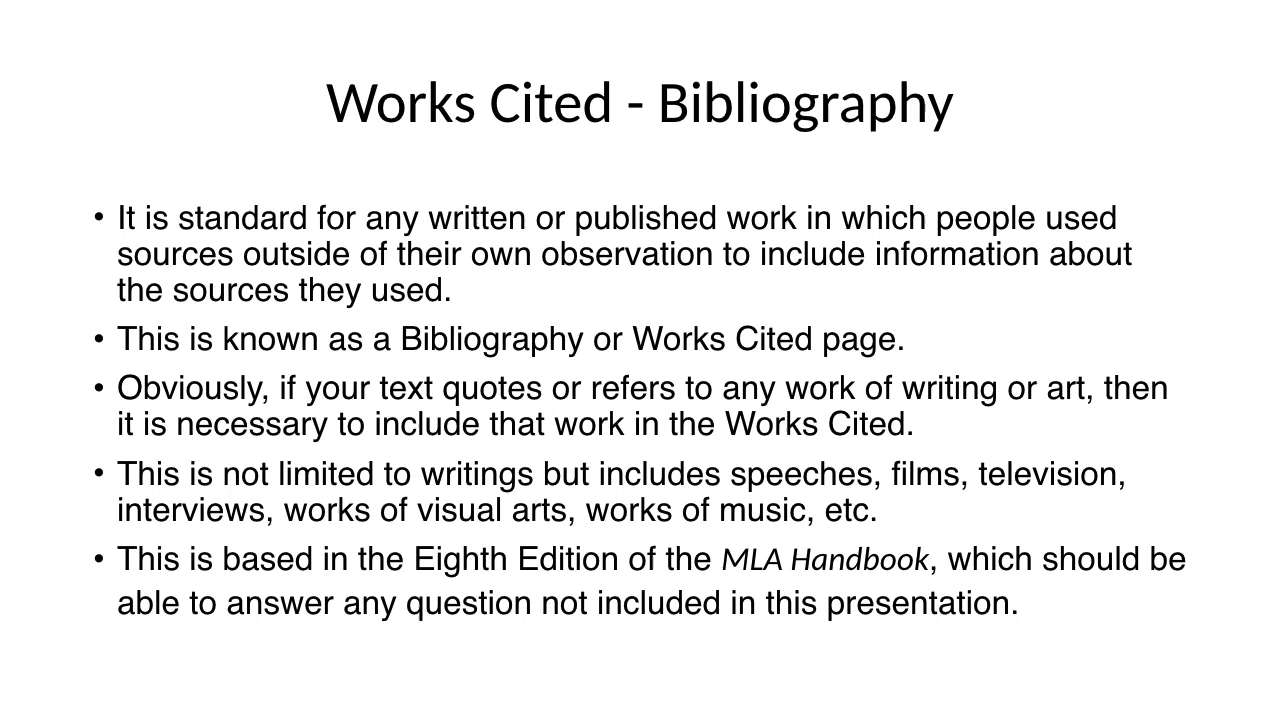 Works Cited - Bibliography
• It is standard for any written or published work in which people used
sources outside of their own observation to include information about
the sources they used.
• This is known as a Bibliography or Works Cited page.
• Obviously, if your text quotes or refers to any work of writing or art, then
it is necessary to include that work in the Works Cited.
• This is not limited to writings but includes speeches, films, television,
interviews, works of visual arts, works of music, etc.
• This is based in the Eighth Edition of the MLA Handbook, which should be
able to answer any question not included in this presentation.